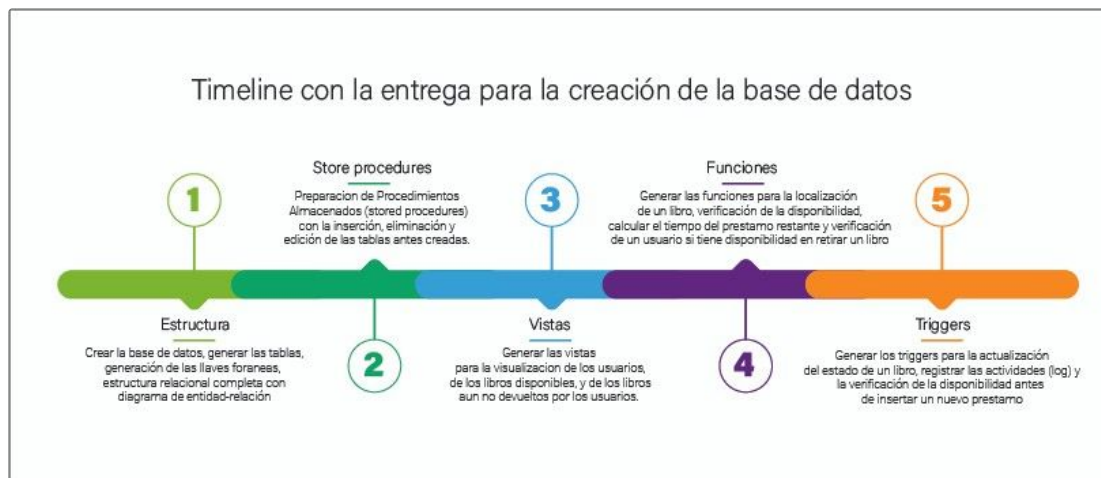 Timeline con la entrega para la creación de la base de datos
1
Estructura
Crear la base de datos, generar las tablas,
generación de las llaves foraneas,
estructura relacional completa con
diagrama de entidad-relación
Store procedures
Preparacion de Procedimientos
Almacenados (stored procedures)
con la inserción, eliminación y
edición de las tablas antes creadas.
2
3
Vistas
Generar las vistas
para la visualizacion de los usuarios,
de los libros disponibles, y de los libros
aun no devueltos por los usuarios.
Funciones
Generar las funciones para la localización
de un libro, verificación de la disponibilidad,
calcular el tiempo del prestamo restante y verificación
de un usuario si tiene disponibilidad en retirar un libro
4
5
Triggers
Generar los triggers para la actualización
del estado de un libro, registrar las actividades (log) y
la verificación de la disponibilidad antes
de insertar un nuevo prestamo